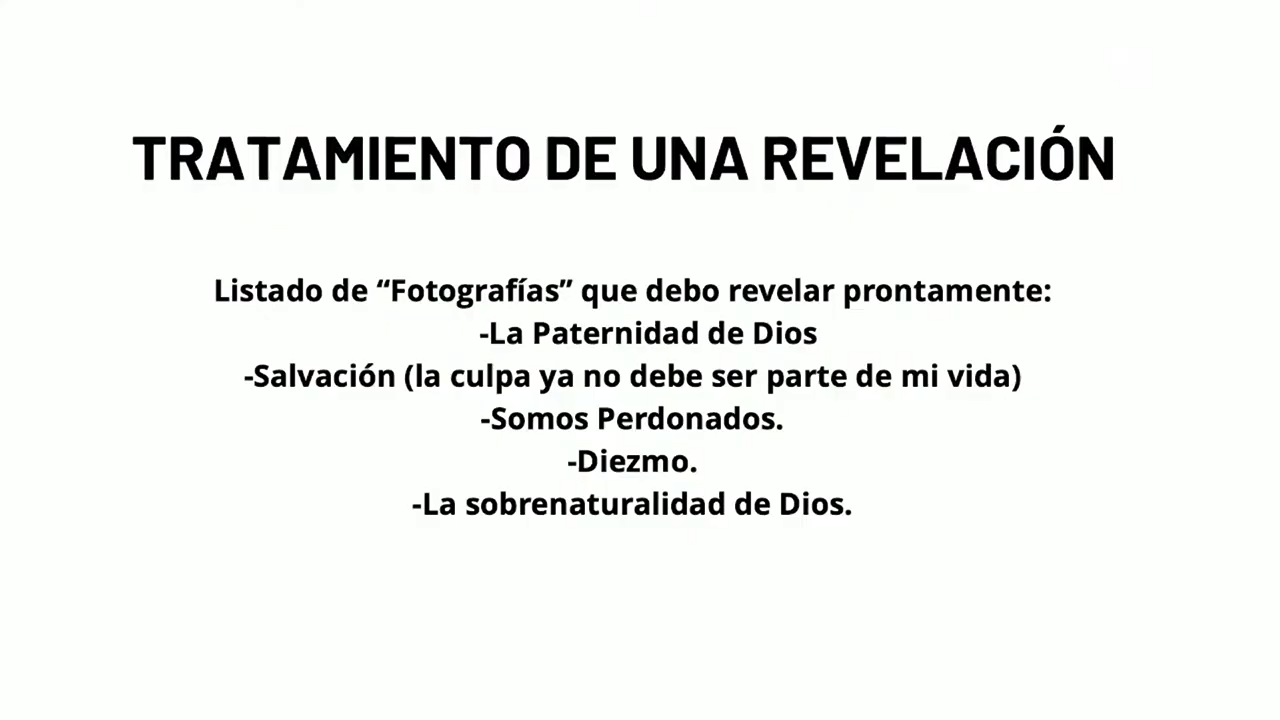 TRATAMIENTO DE UNA REVELACIÓN
Listado de “Fotografías” que debo revelar prontamente:
-La Paternidad de Dios
-Salvación (la culpa ya no debe ser parte de mi vida)
-Somos Perdonados.
-Diezmo.
-La sobrenaturalidad de Dios.